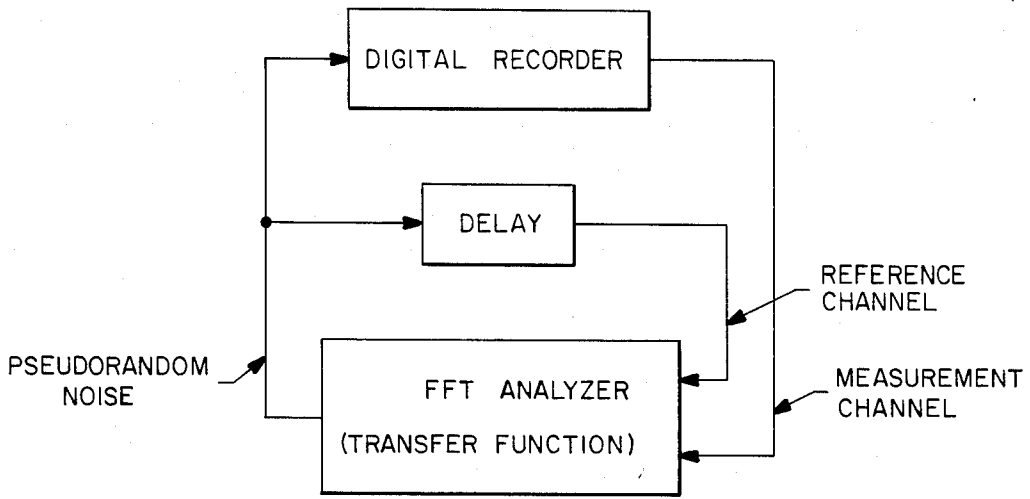 DIGITAL RECORDER
DELAY
REFERENCE
CHANNEL
PSEUDORANDOM
NOISE
FFT ANALYZER
(TRANSFER FUNCTION)
MEASUREMENT
CHANNEL